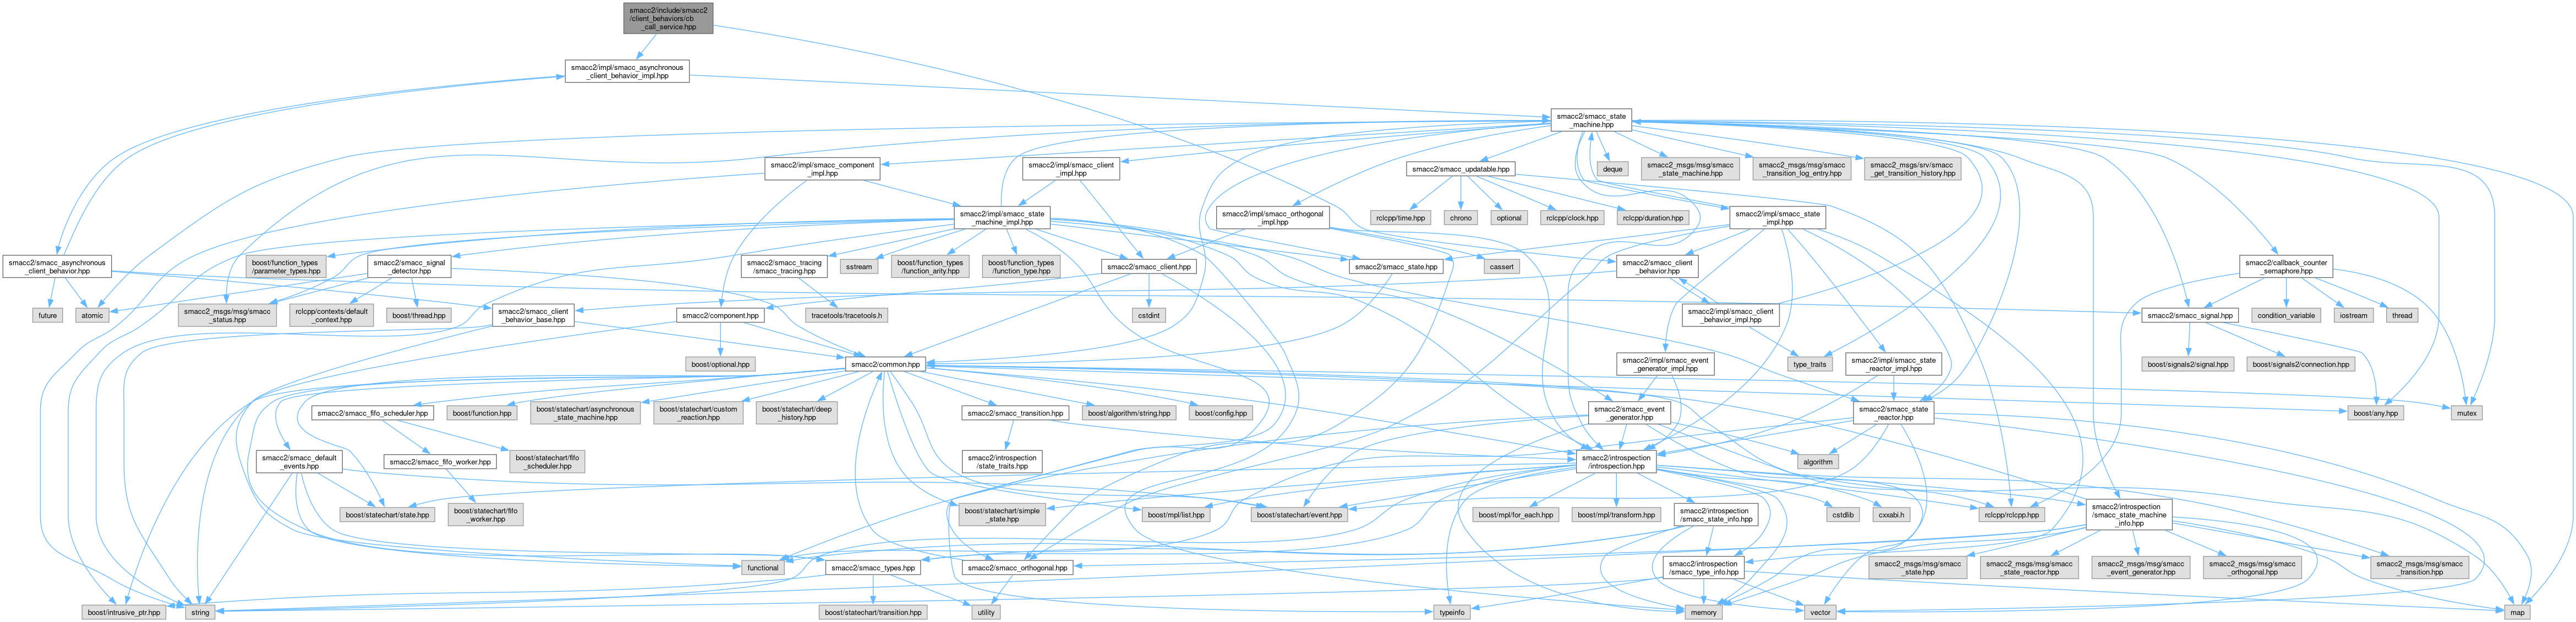 smacc2/include/smacc2
/client_behaviors/cb
_call_service.hpp
smacc2/impl/smacc_asynchronous
_client_behavior_impl.hpp
smacc2/smacc_state
_machine.hpp
smacc2/impl/smacc_component
_impl.hpp
smacc2/impl/smacc_client
_impl.hpp
smacc2/smacc_updatable.hpp
deque
smacc2_msgs/msg/smacc
_state_machine.hpp
smacc2_msgs/msg/smacc
_transition_log_entry.hpp
smacc2_msgs/srv/smacc
_get_transition_history.hpp
smacc2/impl/smacc_state
_machine_impl.hpp
smacc2/impl/smacc_orthogonal
_impl.hpp
rclcpp/time.hpp
chrono
optional
rclcpp/clock.hpp
rclcpp/duration.hpp
smacc2/impl/smacc_state
_impl.hpp
smacc2/smacc_asynchronous
_client_behavior.hpp
boost/function_types
/parameter_types.hpp
smacc2/smacc_signal
_detector.hpp
smacc2/smacc_tracing
/smacc_tracing.hpp
sstream
boost/function_types
/function_arity.hpp
boost/function_types
/function_type.hpp
smacc2/smacc_client.hpp
smacc2/smacc_state.hpp
cassert
smacc2/smacc_client
_behavior.hpp
smacc2/callback_counter
_semaphore.hpp
future
atomic
smacc2_msgs/msg/smacc
_status.hpp
rclcpp/contexts/default
_context.hpp
boost/thread.hpp
smacc2/smacc_client
_behavior_base.hpp
smacc2/component.hpp
tracetools/tracetools.h
cstdint
smacc2/impl/smacc_client
_behavior_impl.hpp
smacc2/smacc_signal.hpp
condition_variable
iostream
thread
boost/optional.hpp
smacc2/common.hpp
smacc2/impl/smacc_event
_generator_impl.hpp
type_traits
smacc2/impl/smacc_state
_reactor_impl.hpp
boost/signals2/signal.hpp
boost/signals2/connection.hpp
smacc2/smacc_fifo_scheduler.hpp
boost/function.hpp
boost/statechart/asynchronous
_state_machine.hpp
boost/statechart/custom
_reaction.hpp
boost/statechart/deep
_history.hpp
smacc2/smacc_transition.hpp
boost/algorithm/string.hpp
boost/config.hpp
smacc2/smacc_event
_generator.hpp
smacc2/smacc_state
_reactor.hpp
boost/any.hpp
mutex
smacc2/smacc_default
_events.hpp
smacc2/smacc_fifo_worker.hpp
boost/statechart/fifo
_scheduler.hpp
smacc2/introspection
/state_traits.hpp
smacc2/introspection
/introspection.hpp
algorithm
boost/statechart/state.hpp
boost/statechart/fifo
_worker.hpp
boost/statechart/simple
_state.hpp
boost/mpl/list.hpp
boost/statechart/event.hpp
boost/mpl/for_each.hpp
boost/mpl/transform.hpp
smacc2/introspection
/smacc_state_info.hpp
cstdlib
cxxabi.h
rclcpp/rclcpp.hpp
smacc2/introspection
/smacc_state_machine
_info.hpp
functional
smacc2/smacc_types.hpp
smacc2/smacc_orthogonal.hpp
smacc2/introspection
/smacc_type_info.hpp
smacc2_msgs/msg/smacc
_state.hpp
smacc2_msgs/msg/smacc
_state_reactor.hpp
smacc2_msgs/msg/smacc
_event_generator.hpp
smacc2_msgs/msg/smacc
_orthogonal.hpp
smacc2_msgs/msg/smacc
_transition.hpp
boost/intrusive_ptr.hpp
string
boost/statechart/transition.hpp
utility
typeinfo
memory
vector
map